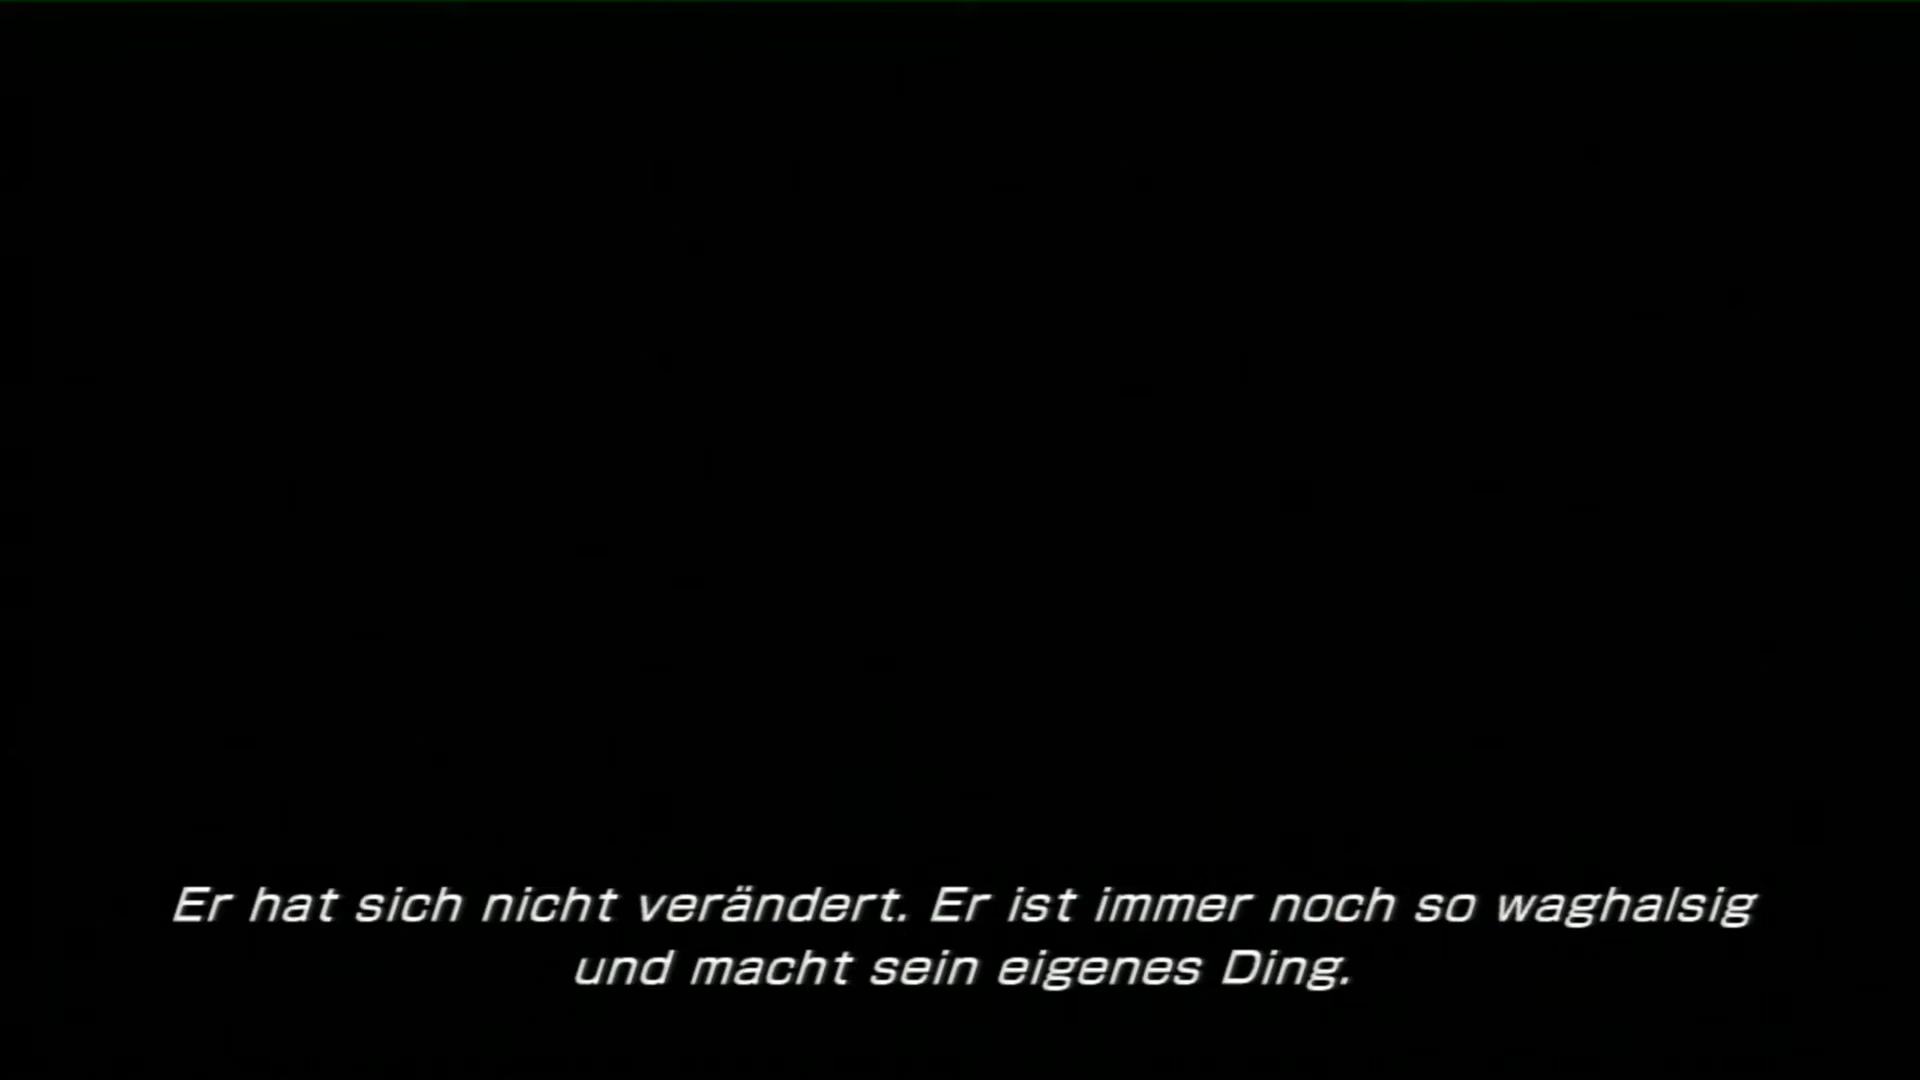 Er hat sich nicht verändert. Er ist immer noch so waghalsig
und macht sein eigenes Ding.